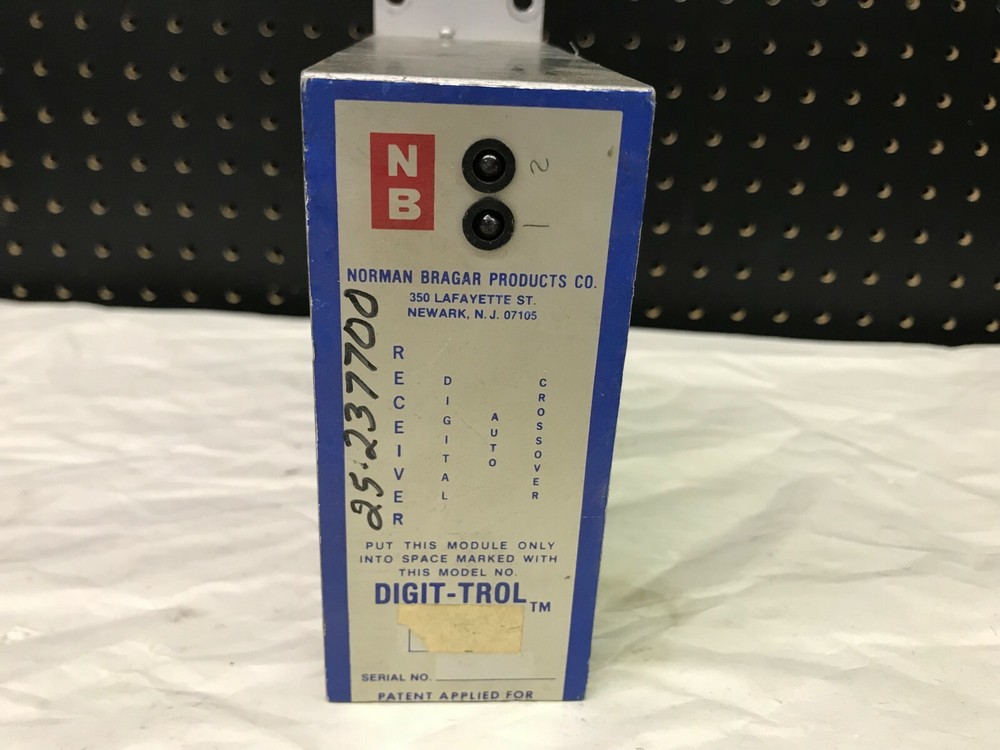 N
B
2
1
NORMAN BRAGAR PRODUCTS CO.
350 LAFAYETTE ST.
NEWARK, N. J. 07105
25-237700
RECEIVER
DIGITAL
AUTO
CROSSOVER
PUT THIS MODULE ONLY
INTO SPACE MARKED WITH
THIS MODEL NO.
DIGIT-TROL TM
SERIAL NO.
PATENT APPLIED FOR